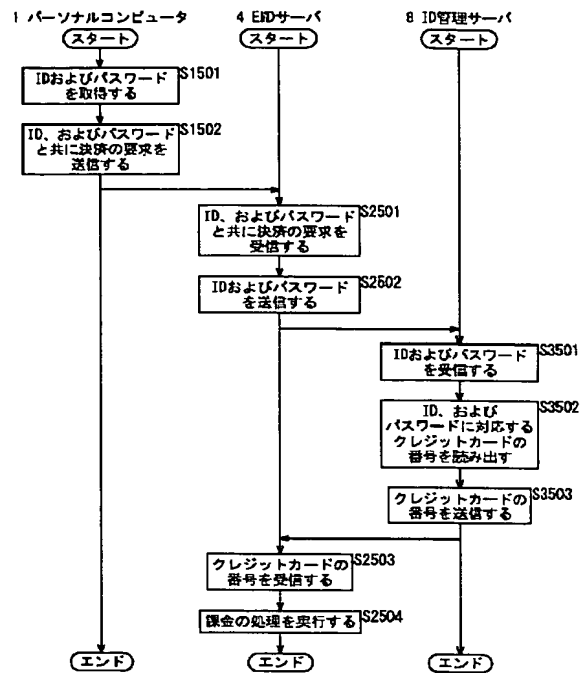 1 パーソナルコンピュータ
4 EMDサーバ
8 ID管理サーバ
スタート
スタート
スタート
IDおよびパスワード
を取得する
S1501
ID、およびパスワード
と共に決済の要求を
送信する
S1502
ID、およびパスワード
と共に決済の要求を
受信する
S2501
IDおよびパスワード
を送信する
S2502
IDおよびパスワード
を受信する
S3501
ID、および
パスワードに対応する
クレジットカードの
番号を読み出す
S3502
クレジットカードの
番号を送信する
S3503
クレジットカードの
番号を受信する
S2503
課金の処理を実行する
S2504
エンド
エンド
エンド